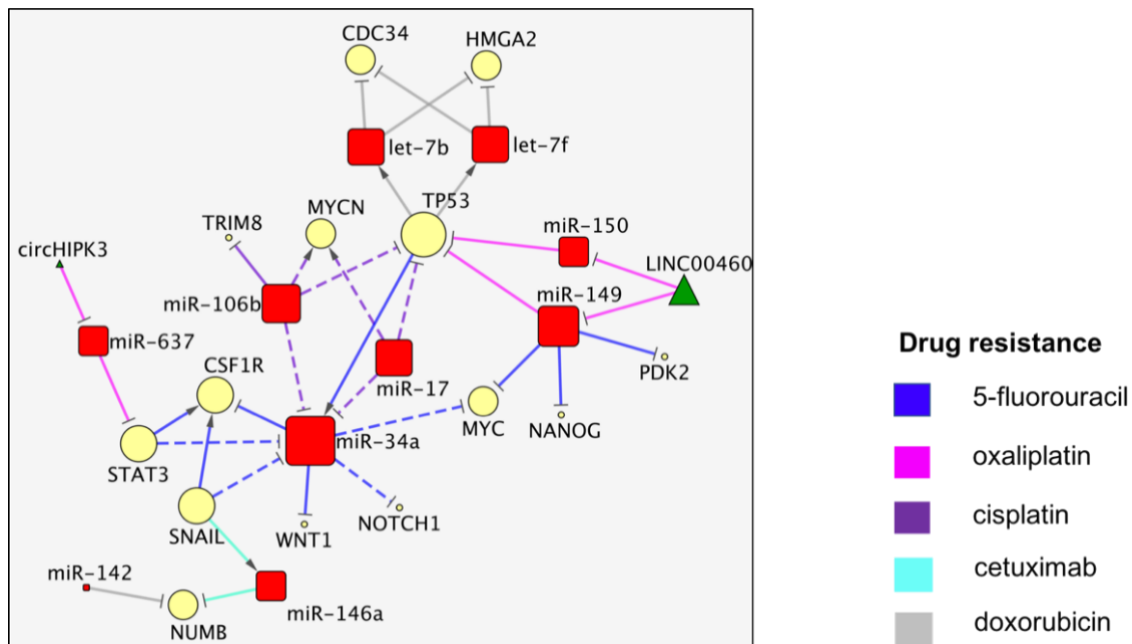 CDC34
HMGA2
let-7b
let-7f
TP53
MYCN
TRIM8
miR-150
circHIPK3
LINC00460
miR-106b
miR-149
miR-637
CSF1R
miR-17
PDK2
MYC
NANOG
miR-34a
STAT3
SNAIL
WNT1
NOTCH1
miR-142
miR-146a
NUMB
Drug resistance
5-fluorouracil
oxaliplatin
cisplatin
cetuximab
doxorubicin